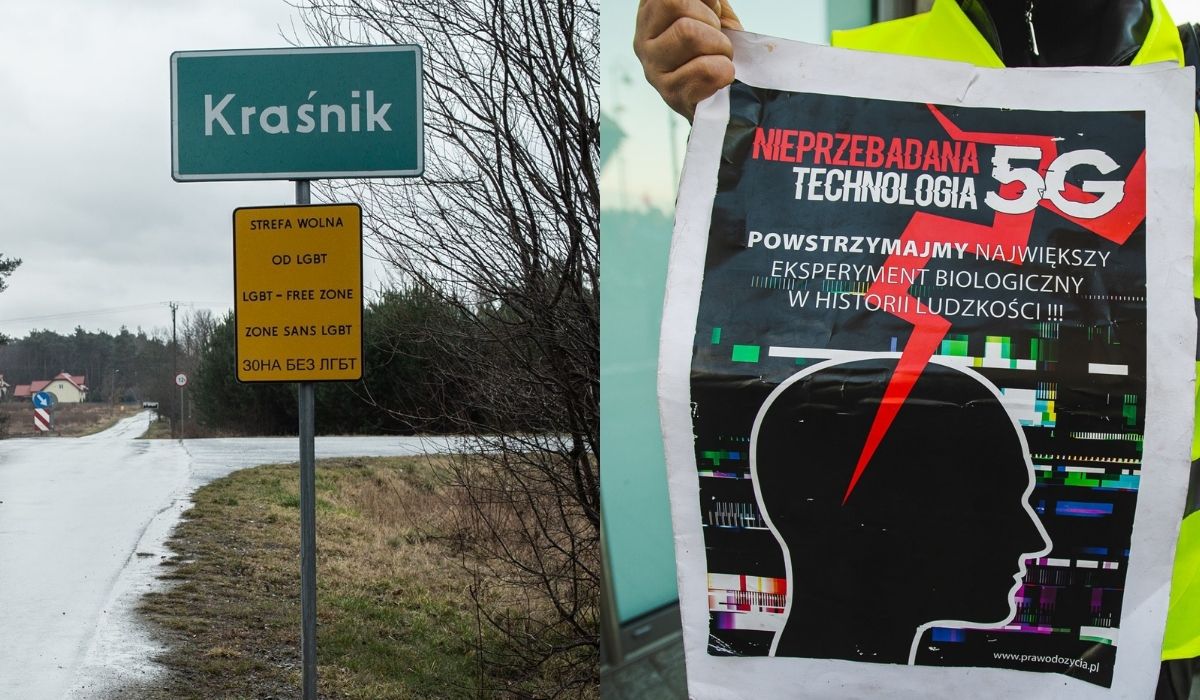 Kraśnik
STREFA WOLNA
OD LGBT
LGBT - FREE ZONE
ZONE SANS LGBT
ЗОНА БЕЗ ЛГБТ
NIEPRZEBADANA
TECHNOLOGIA 5G
POWSTRZYMAJMY NAJWIĘKSZY
EKSPERYMENT BIOLOGICZNY
W HISTORII LUDZKOŚCI !!!
www.prawodozycia.pl